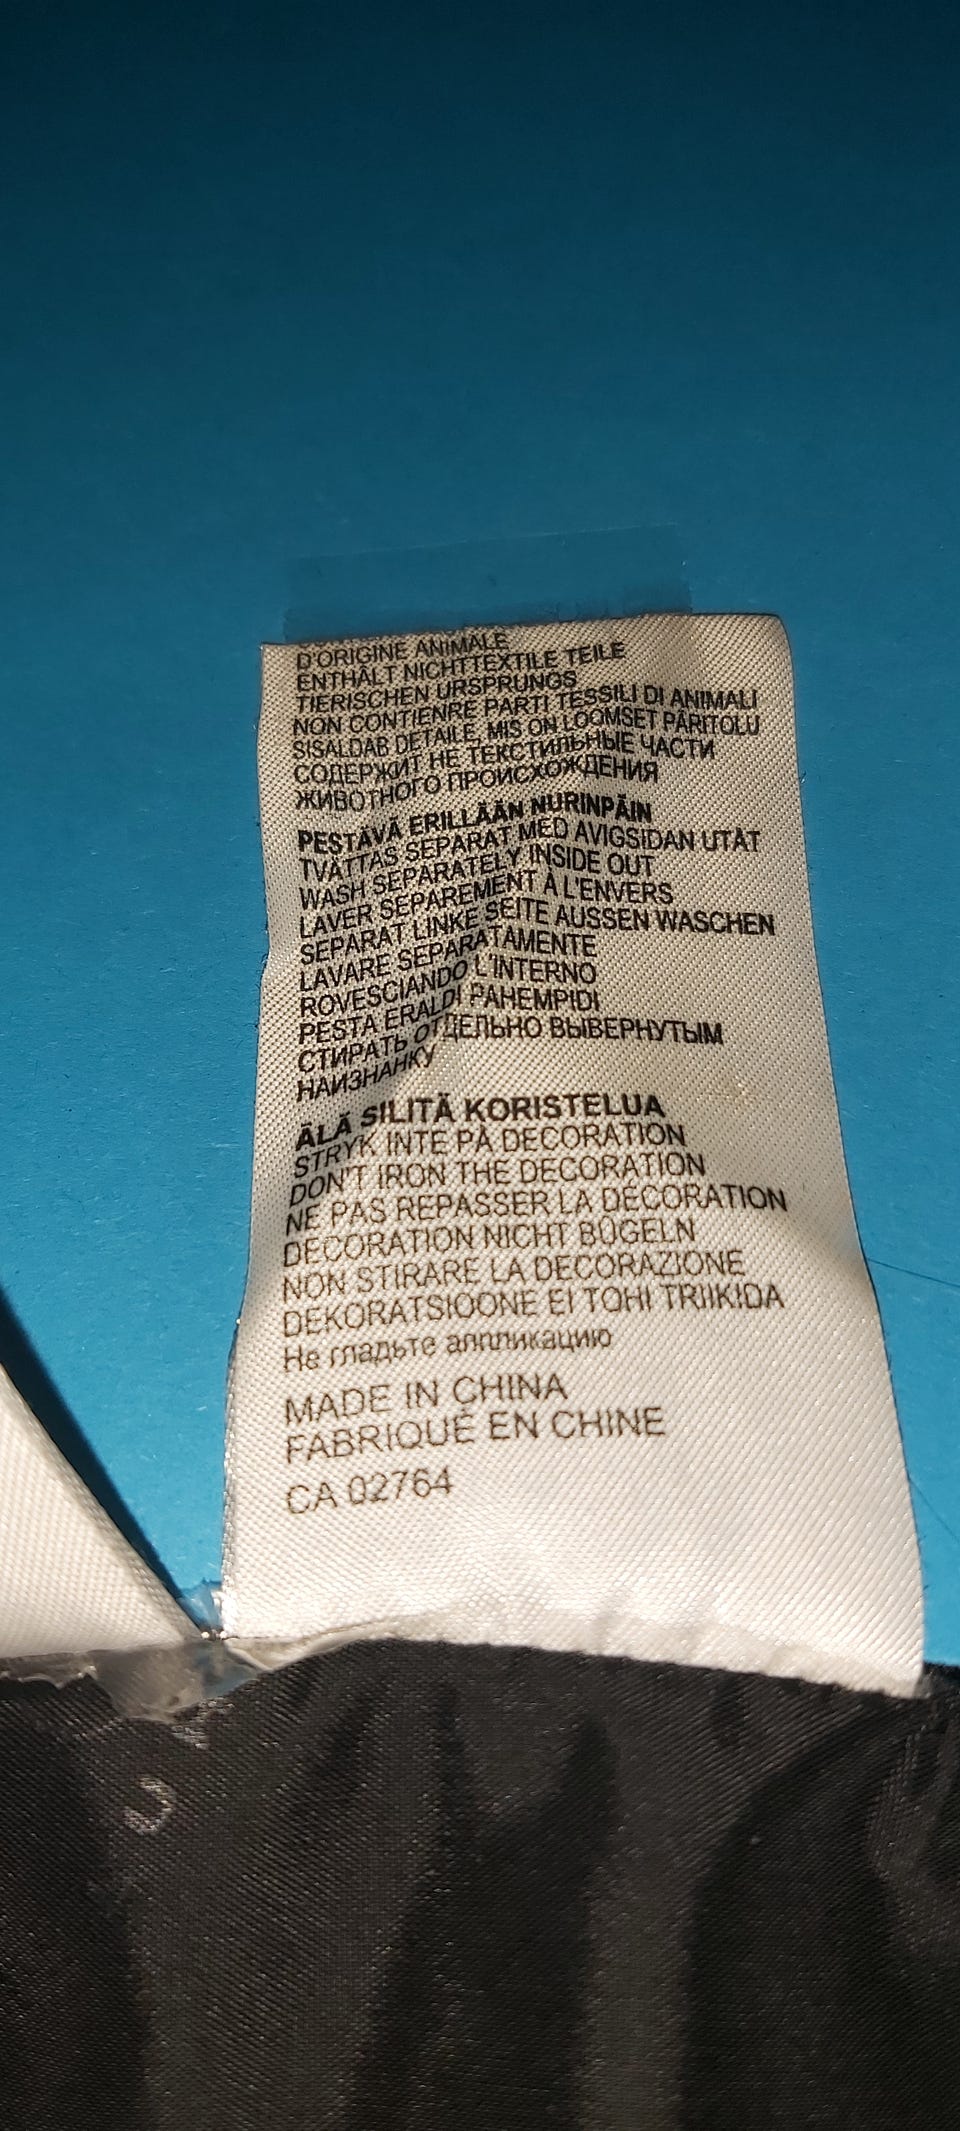 D'ORIGINE ANIMALE
ENTHÄLT NICHTTEXTILE TEILE
TIERISCHEN URSPRUNGS
NON CONTIENRE PARTI TESSILI DI ANIMALI
SISALDAB DETAILE, MIS ON LOOMSET PÄRITOLU
СОДЕРЖИТ НЕ ТЕКСТИЛЬНЫЕ ЧАСТИ
ЖИВОТНОГО ПРОИСХОЖДЕНИЯ
PESTÄVÄ ERILLÄÄN NURINPÄIN
TVÄTTAS SEPARAT MED AVIGSIDAN UTÅT
WASH SEPARATELY INSIDE OUT
LAVER SEPAREMENT À L'ENVERS
SEPARAT LINKE SEITE AUSSEN WASCHEN
LAVARE SEPARATAMENTE
ROVESCIANDO L'INTERNO
PESTA ERALDI PAHEMPIDI
СТИРАТЬ ОТДЕЛЬНО ВЫВЕРНУТЫМ
НАИЗНАНКУ
ÄLÄ SILITÄ KORISTELUA
STRYK INTE PÅ DECORATION
DON'T IRON THE DECORATION
NE PAS REPASSER LA DÉCORATION
DECORATION NICHT BÜGELN
NON STIRARE LA DECORAZIONE
DEKORATSIOONE EI TOHI TRIIKIDA
Не гладьте аппликацию
MADE IN CHINA
FABRIQUÉ EN CHINE
CA 02764